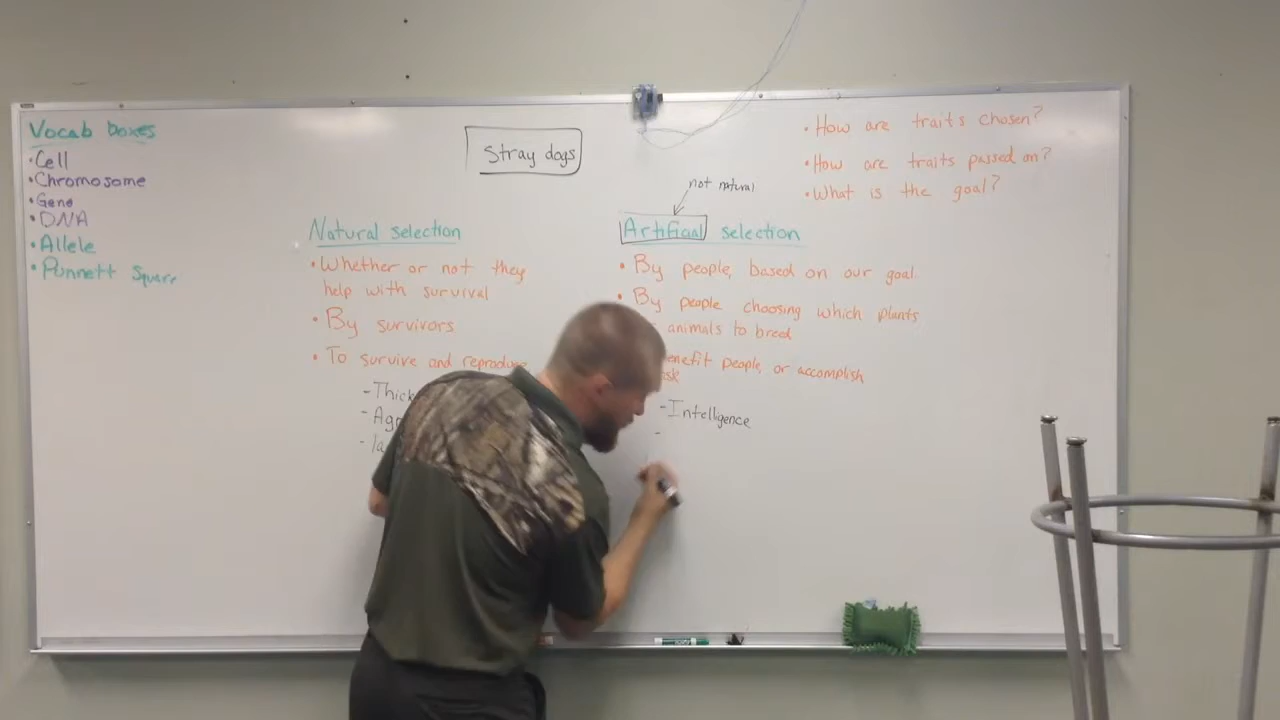 Vocab boxes
•Cell
•Chromosome
•Gene
•DNA
•Allele
•Punnett Square
Stray dogs
•How are traits chosen?
•How are traits passed on?
•What is the goal?
not natural
Natural selection
•Whether or not they
help with survival
•By survivors
•To survive and reproduce
-Thick
-Agr
-la
Artificial selection
•By people, based on our goal
•By people choosing which plants
animals to breed
benefit people, or accomplish
-Intelligence
-